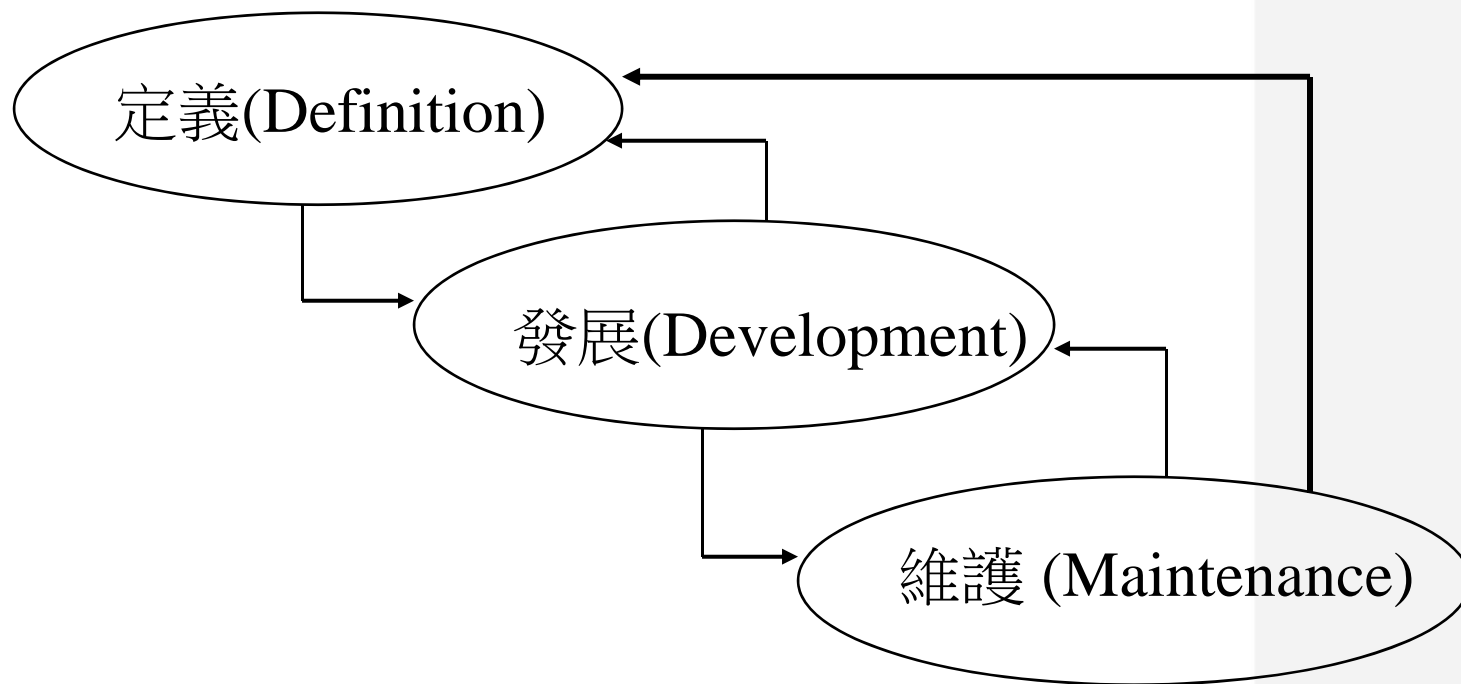 定義(Definition)
發展(Development)
維護 (Maintenance)